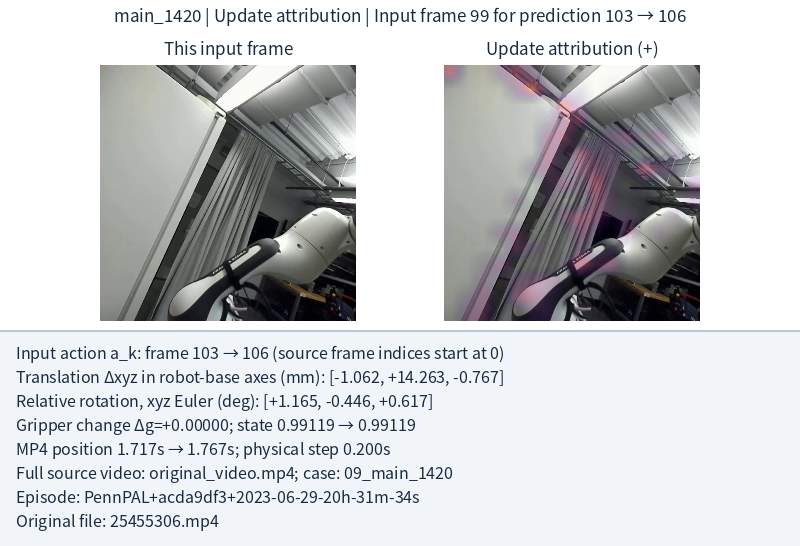 main_1420 | Update attribution | Input frame 99 for prediction 103 → 106
This input frame
Update attribution (+)
Input action a_k: frame 103 → 106 (source frame indices start at 0)
Translation Δxyz in robot-base axes (mm): [-1.062, +14.263, -0.767]
Relative rotation, xyz Euler (deg): [+1.165, -0.446, +0.617]
Gripper change Δg=+0.00000; state 0.99119 → 0.99119
MP4 position 1.717s → 1.767s; physical step 0.200s
Full source video: original_video.mp4; case: 09_main_1420
Episode: PennPAL+acda9df3+2023-06-29-20h-31m-34s
Original file: 25455306.mp4